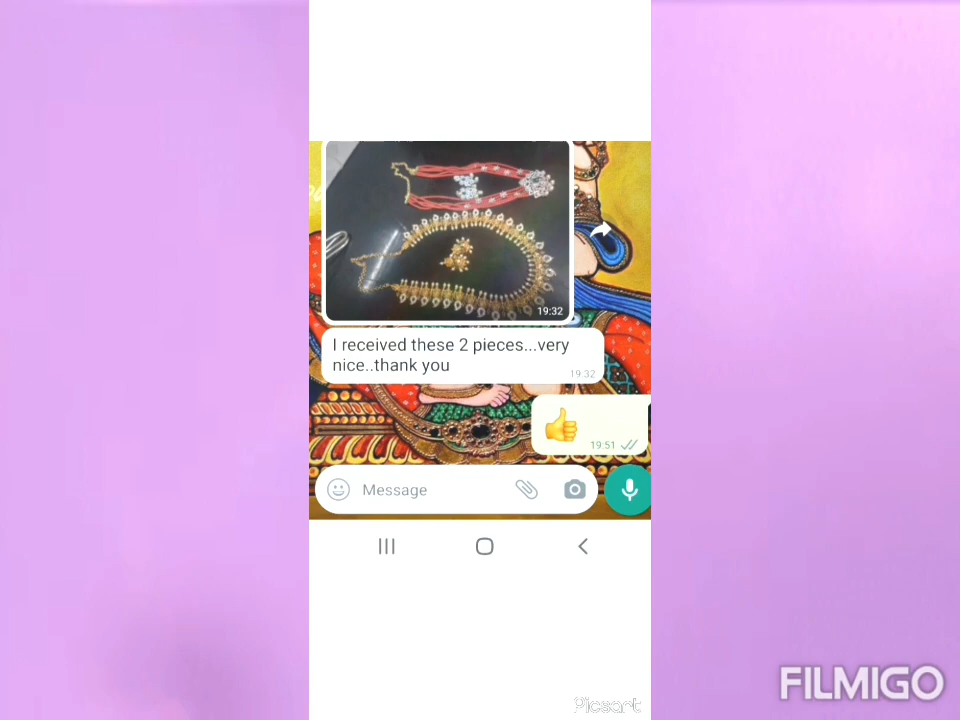 19:32
I received these 2 pieces...very
nice..thank you
19:32
19:51
Message
Picsart
FILMIGO